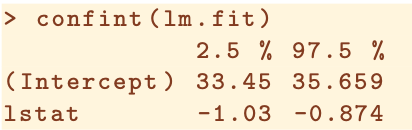 > confint(lm.fit)
2.5 % 97.5 %
(Intercept) 33.45 35.659
lstat -1.03 -0.874